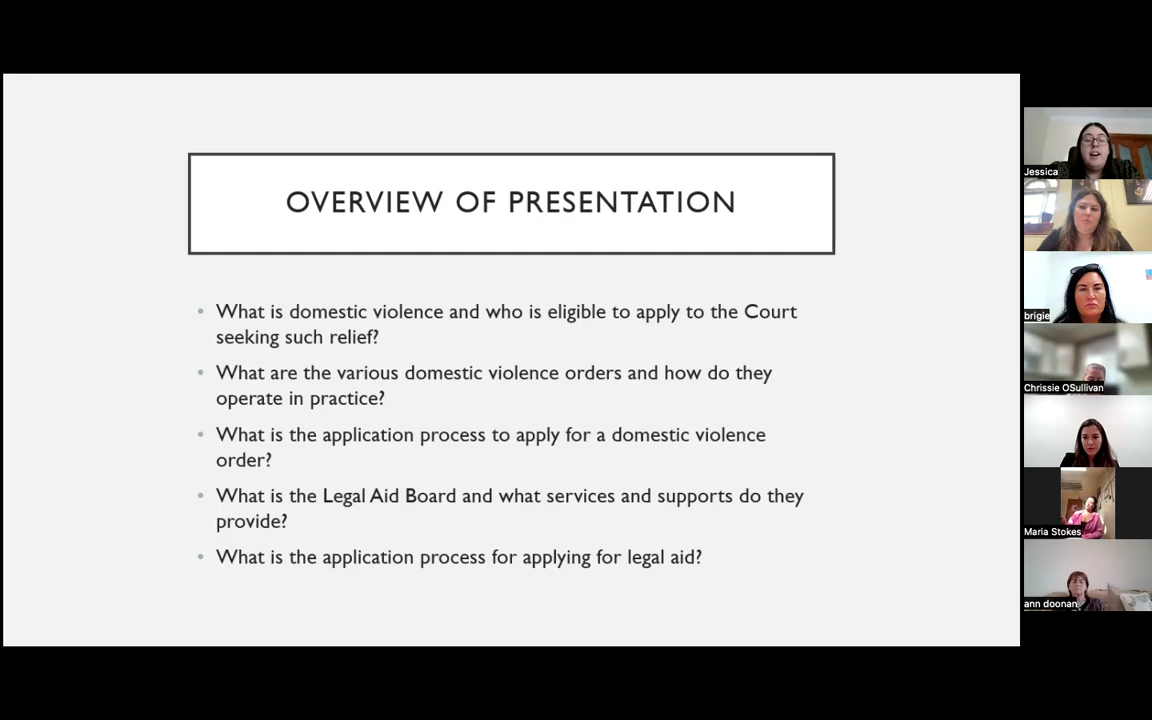 OVERVIEW OF PRESENTATION
• What is domestic violence and who is eligible to apply to the Court
seeking such relief?
• What are the various domestic violence orders and how do they
operate in practice?
• What is the application process to apply for a domestic violence
order?
• What is the Legal Aid Board and what services and supports do they
provide?
• What is the application process for applying for legal aid?
Jessica
brigie
Chrissie OSullivan
Maria Stokes
ann doonan